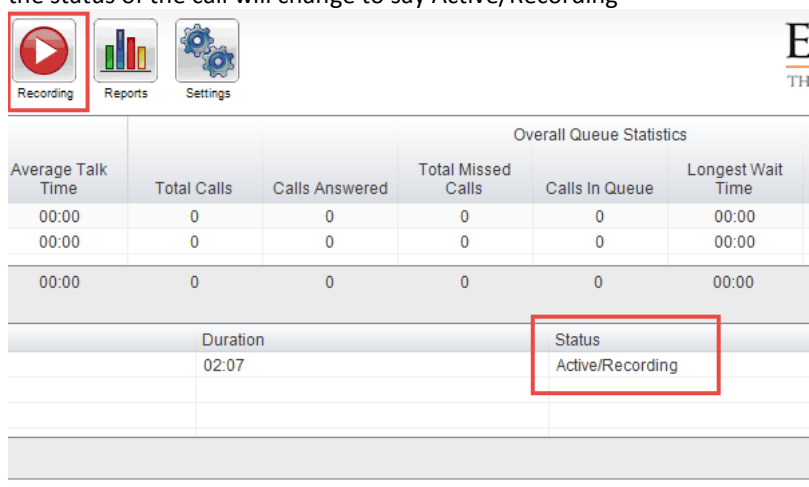 the status of the call will change to say Active/Recording
Recording Reports Settings
E
TH
Overall Queue Statistics
Average Talk Time Total Calls Calls Answered Total Missed Calls Calls In Queue Longest Wait Time
00:00 0 0 0 0 00:00
00:00 0 0 0 0 00:00
00:00 0 0 0 0 00:00
Duration Status
02:07 Active/Recording